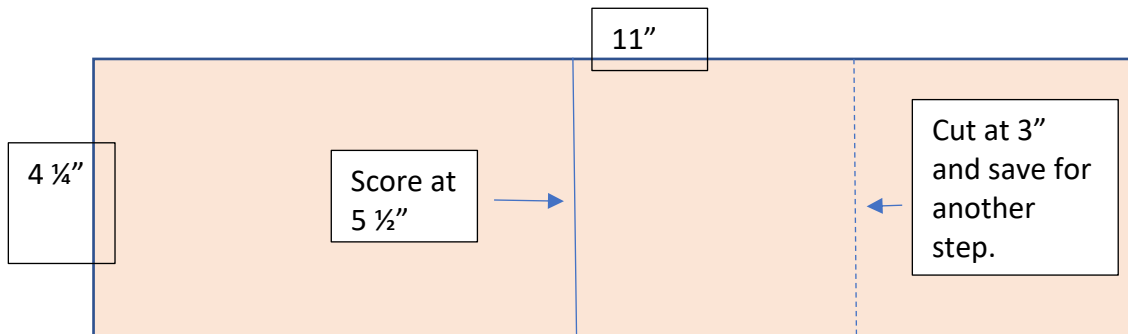 11”
4 ¼”
Score at
5 ½”
Cut at 3”
and save for
another
step.